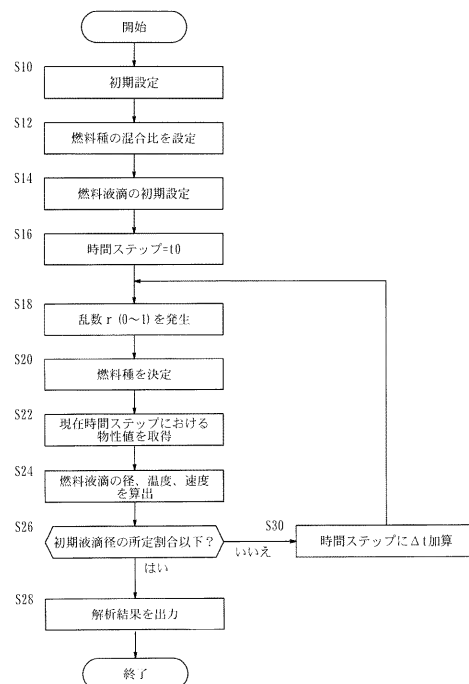 開始
S10
初期設定
S12
燃料種の混合比を設定
S14
燃料液滴の初期設定
S16
時間ステップ=t0
S18
乱数r(0〜1)を発生
S20
燃料種を決定
S22
現在時間ステップにおける
物性値を取得
S24
燃料液滴の径、温度、速度
を算出
S26
初期液滴径の所定割合以下?
いいえ
S30
時間ステップにΔt加算
はい
S28
解析結果を出力
終了